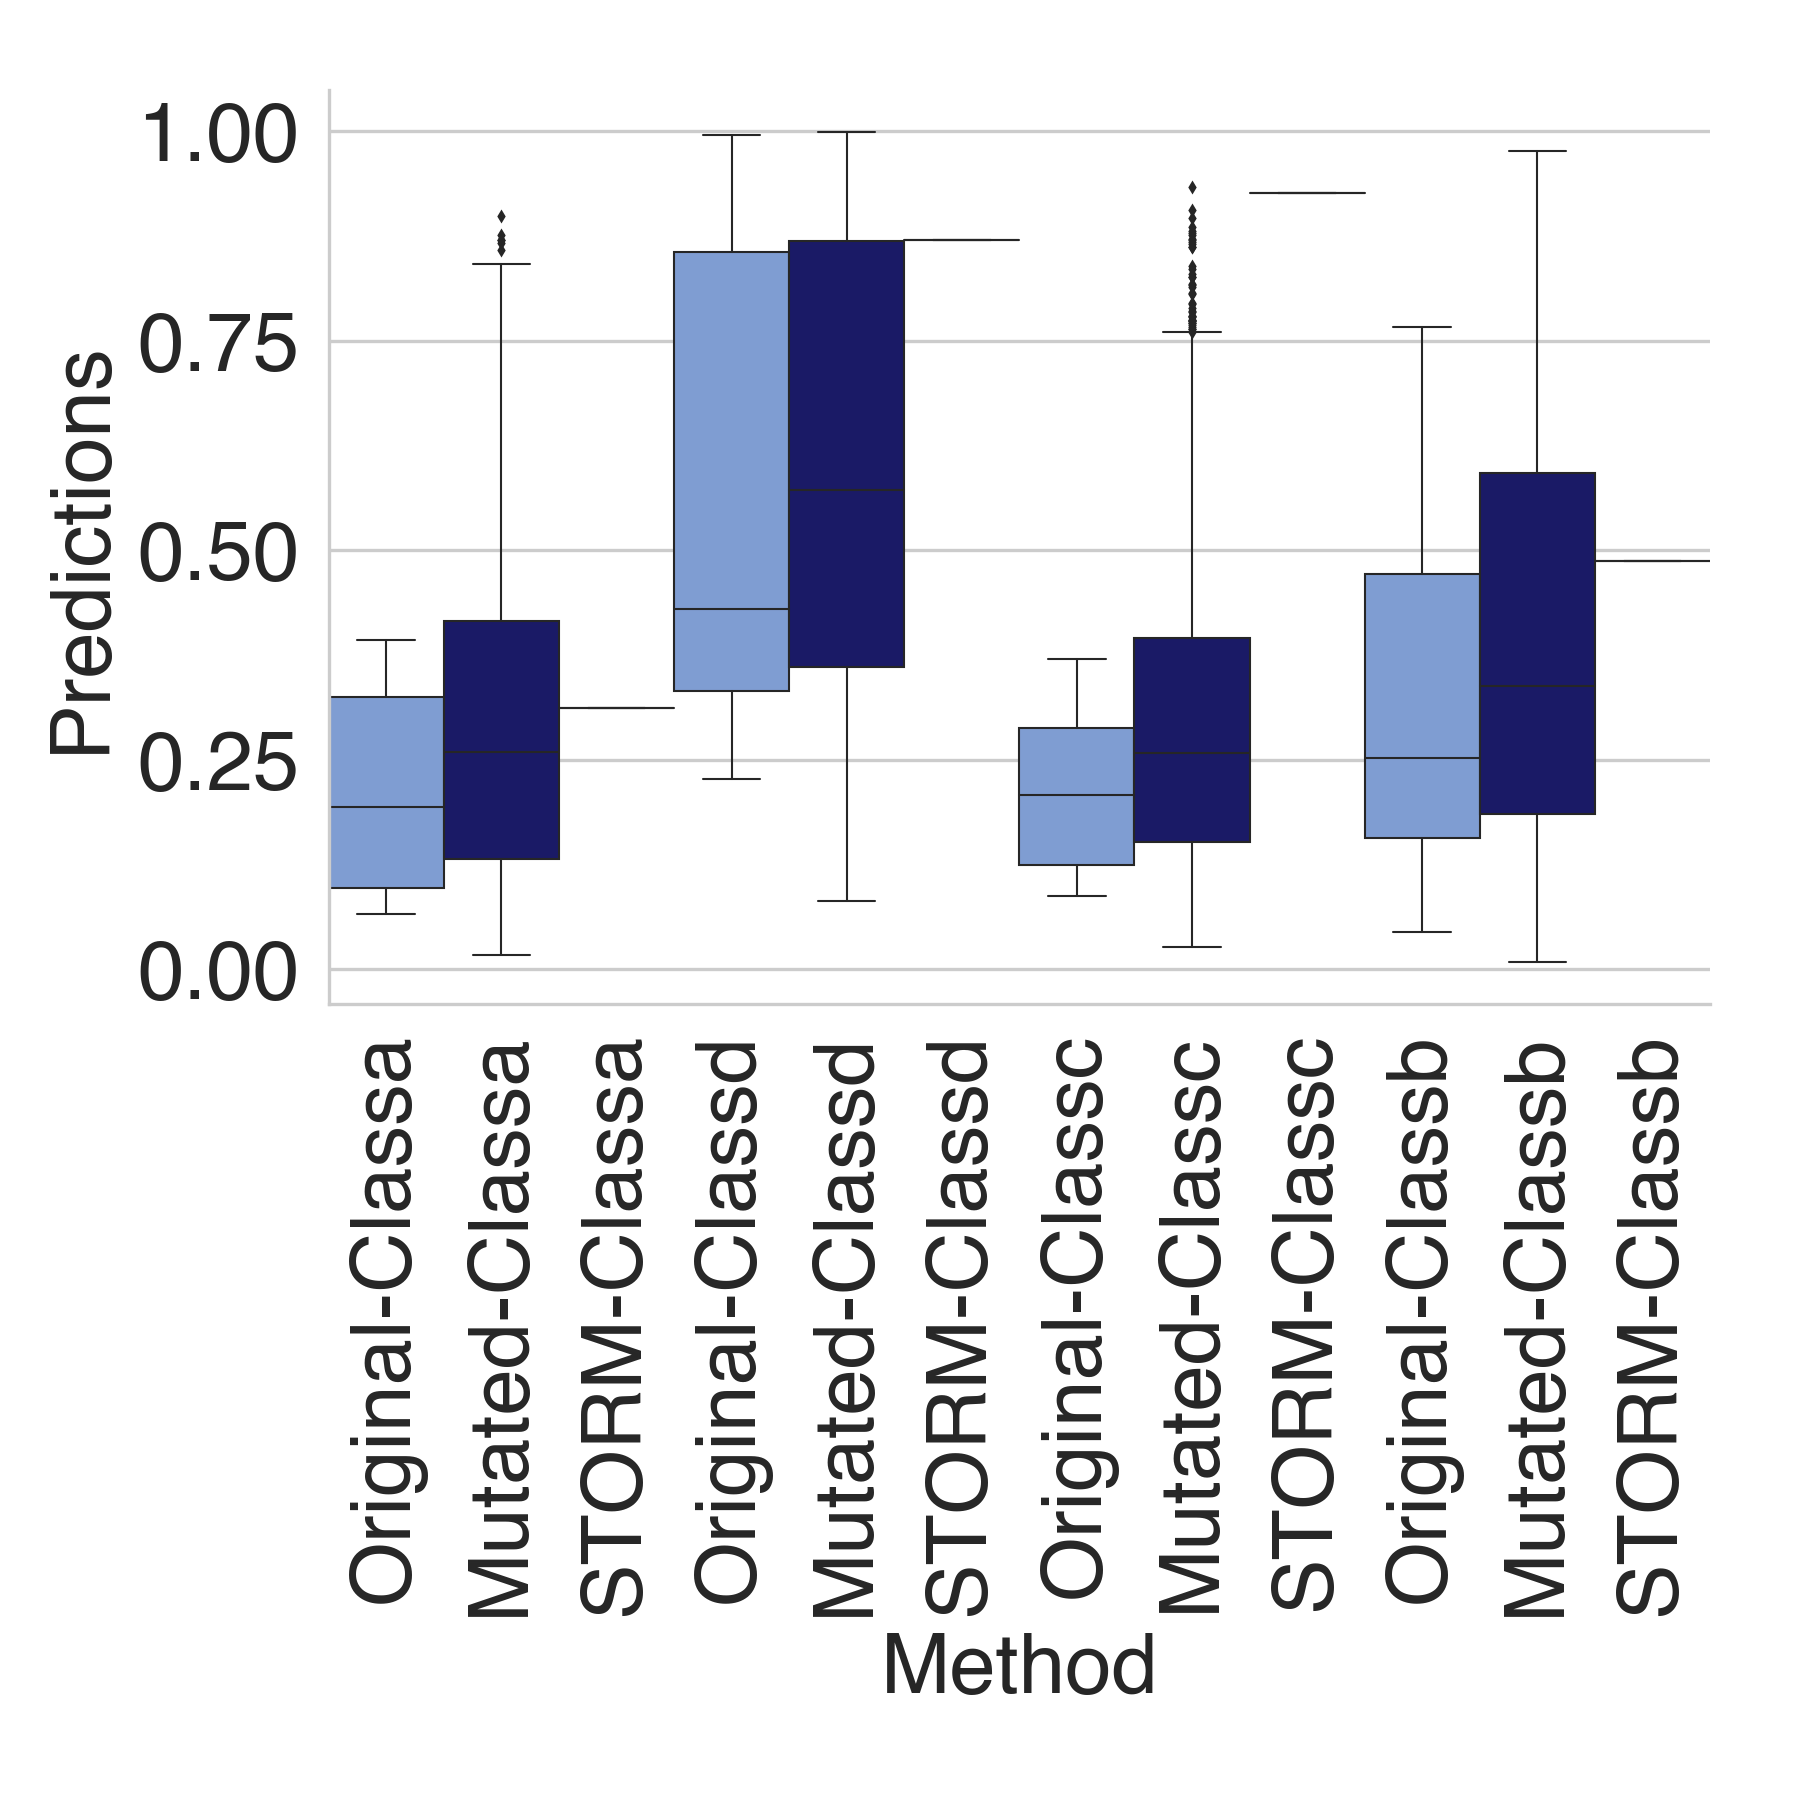 1.00
0.75
0.50
0.25
0.00
Predictions
Original-Classa
Mutated-Classa
STORM-Classa
Original-Classd
Mutated-Classd
STORM-Classd
Original-Classc
Mutated-Classc
STORM-Classc
Original-Classb
Mutated-Classb
STORM-Classb
Method